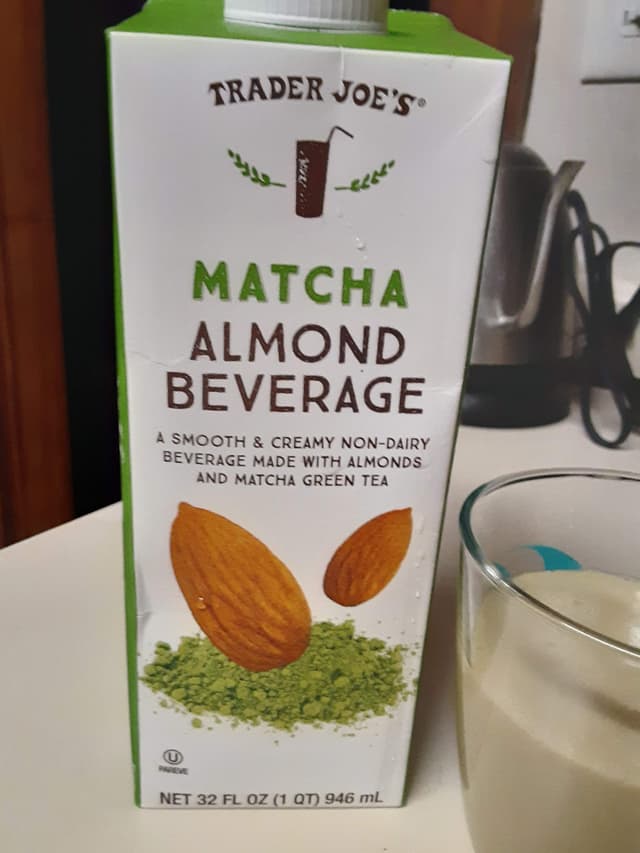 TRADER JOE'S®
MATCHA
ALMOND
BEVERAGE
A SMOOTH & CREAMY NON-DAIRY
BEVERAGE MADE WITH ALMONDS
AND MATCHA GREEN TEA
U
PAREVE
NET 32 FL OZ (1 QT) 946 mL